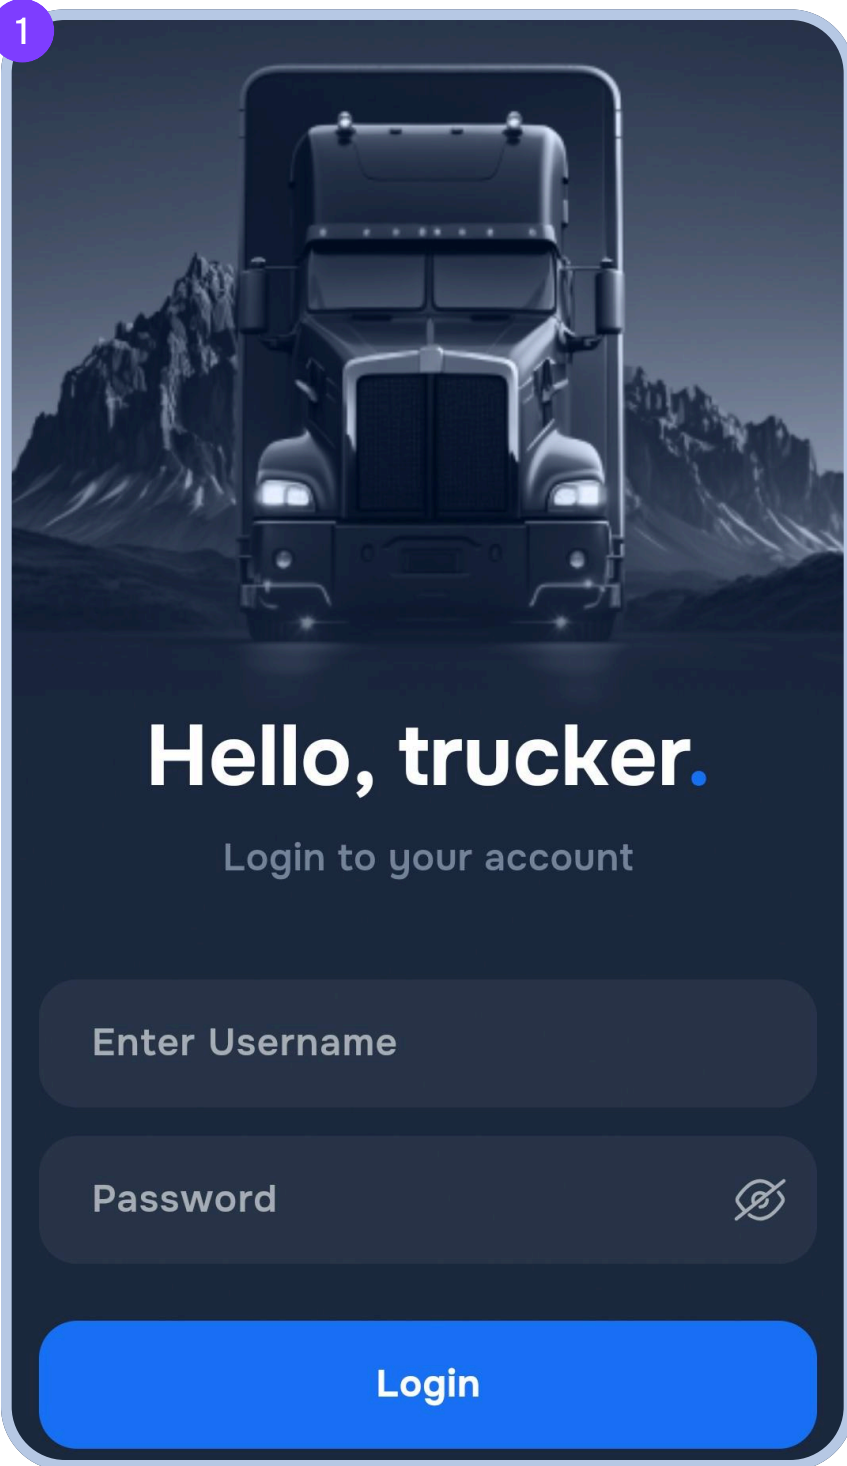 1
Hello, trucker.
Login to your account
Enter Username
Password
Login